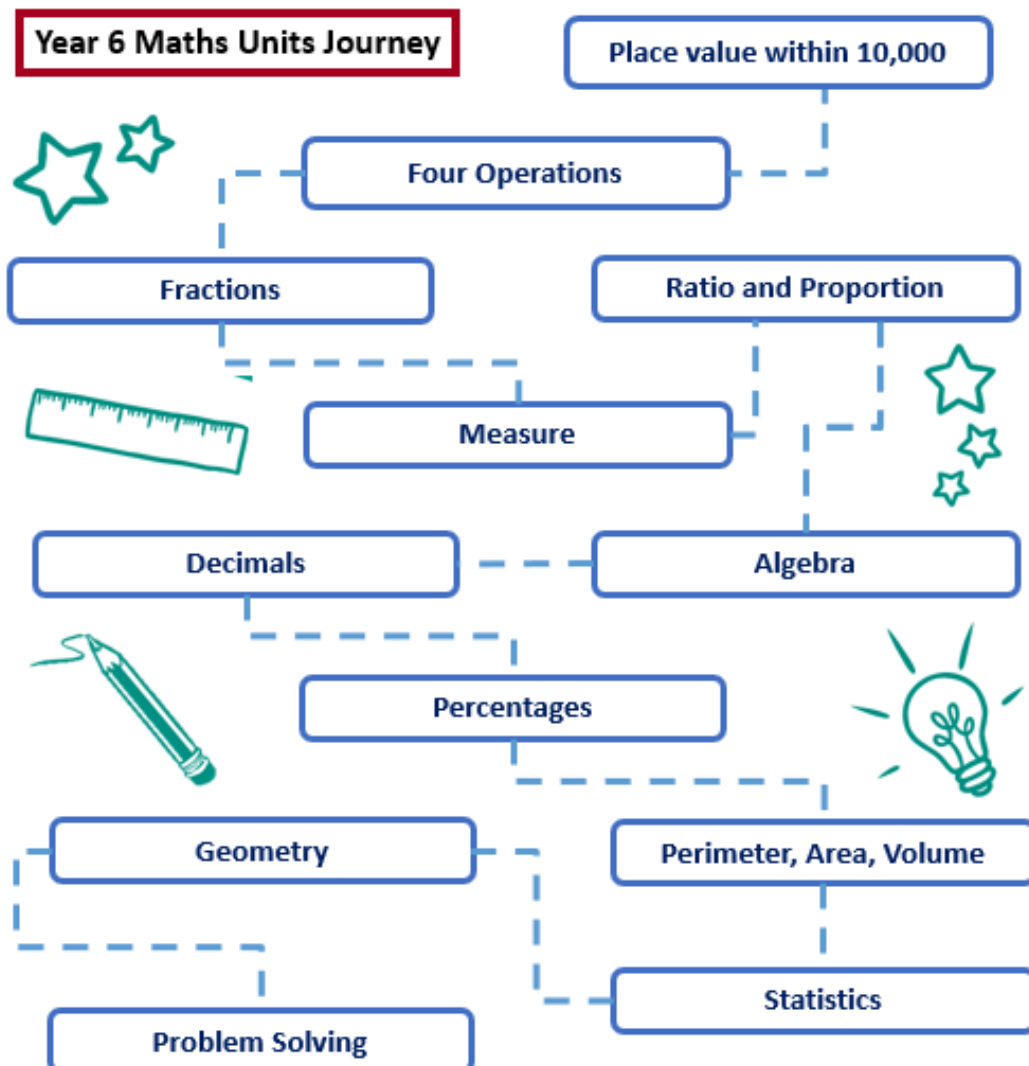 Year 6 Maths Units Journey
Place value within 10,000
Four Operations
Fractions
Ratio and Proportion
Measure
Decimals
Algebra
Percentages
Geometry
Perimeter, Area, Volume
Statistics
Problem Solving